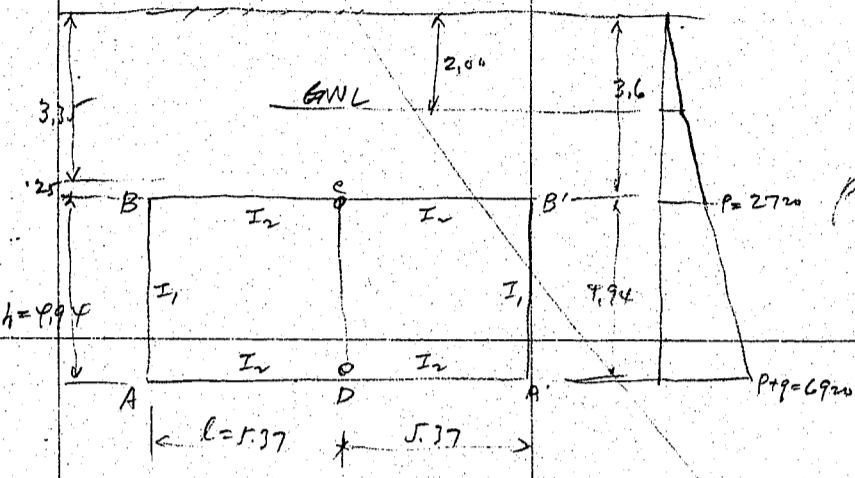 2,00
3,35
GWL
3,6
.25
B
C
B'
P=2720
I₂
I₂
I₁
I₁
4,94
h=4,94
I₂
I₂
A
D
A'
P+q=6920
l=5.37
5.37